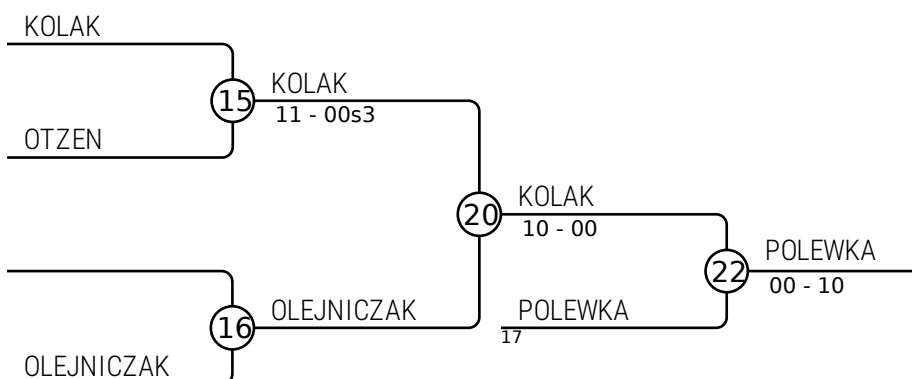 KOLAK
15
KOLAK
11 - 00s3
OTZEN
20
KOLAK
10 - 00
22
POLEWKA
00 - 10
16
OLEJNICZAK
POLEWKA
17
OLEJNICZAK